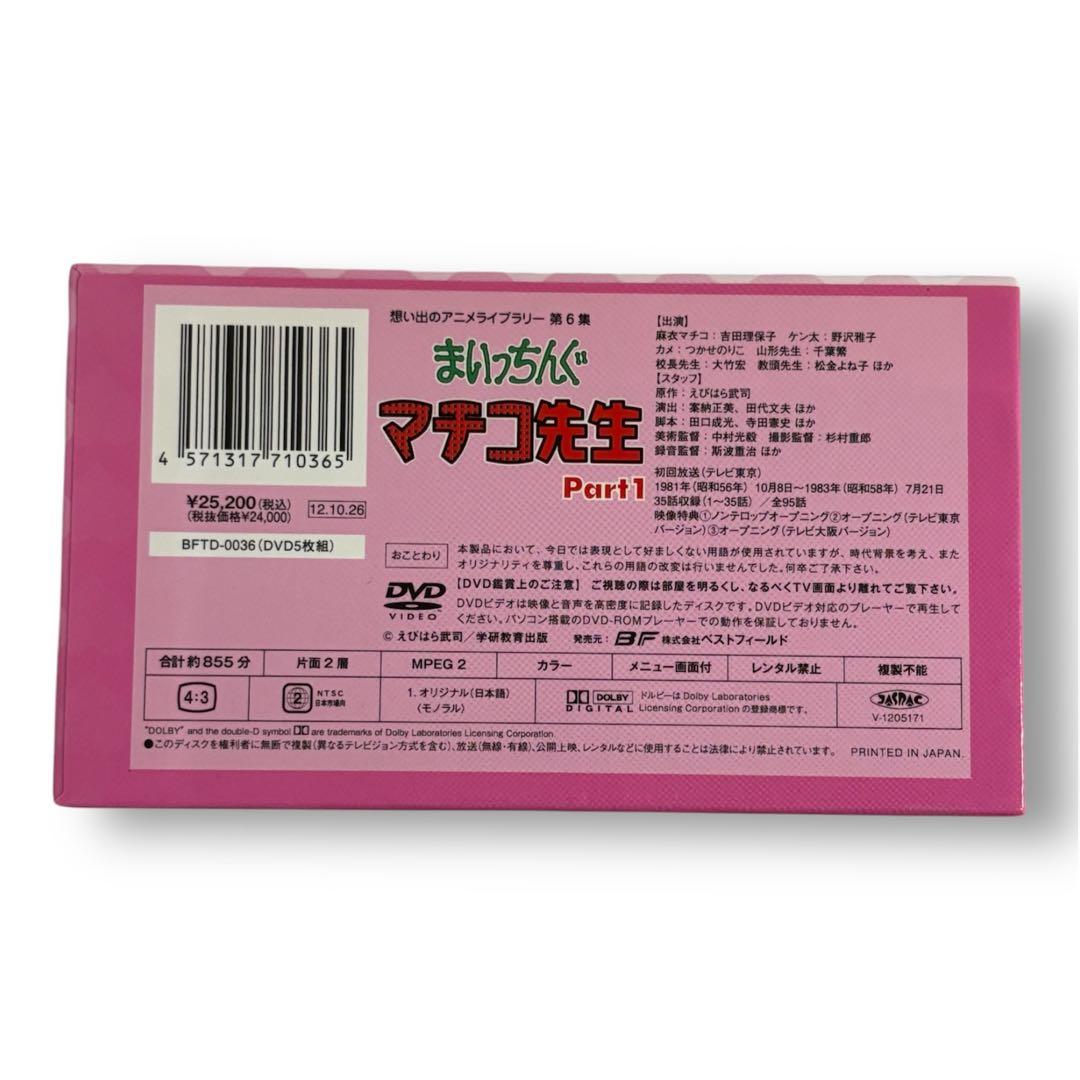 4 571317 710365
¥25,200(税込)
(税抜価格¥24,000)
12.10.26
BFTD-0036(DVD5枚組)
想い出のアニメライブラリー 第6集
まいっちんぐ
マチコ先生
Part1
【出演】
麻衣マチコ：吉田理保子 ケン太：野沢雅子
カメ：つかせのりこ 山形先生：千葉繁
校長先生：大竹宏 教頭先生：松金よね子 ほか
【スタッフ】
原作：えびはら武司
演出：案納正美、田代文夫 ほか
脚本：田口成光、寺田憲史 ほか
美術監督：中村光毅 撮影監督：杉村重郎
録音監督：斯波重治 ほか
初回放送(テレビ東京)
1981年(昭和56年) 10月8日〜1983年(昭和58年) 7月21日
35話収録(1〜35話) /全95話
映像特典①ノンテロップオープニング②オープニング(テレビ東京
バージョン)③オープニング(テレビ大阪バージョン)
おことわり
本製品において、今日では表現として好ましくない用語が使用されていますが、時代背景を考え、また
オリジナリティを尊重し、これらの用語の改変は行いませんでした。何卒ご了承下さい。
DVD
VIDEO
【DVD鑑賞上のご注意】 ご視聴の際は部屋を明るくし、なるべくTV画面より離れてご覧下さい。
DVDビデオは映像と音声を高密度に記録したディスクです。DVDビデオ対応のプレーヤーで再生して
ください。パソコン搭載のDVD-ROMプレーヤーでの動作を保証しておりません。
© えびはら武司／学研教育出版 発売元： BF 株式会社ベストフィールド
合計約855分 片面2層 MPEG 2 カラー メニュー画面付 レンタル禁止 複製不能
4:3
2 NTSC
日本市場向
1. オリジナル(日本語)
(モノラル)
DOLBY
DIGITAL
ドルビーは Dolby Laboratories
Licensing Corporation の登録商標です。
JASRAC
V-1205171
"DOLBY" and the double-D symbol are trademarks of Dolby Laboratories Licensing Corporation.
●このディスクを権利者に無断で複製(異なるテレビジョン方式を含む)、放送(無線・有線)、公開上映、レンタルなどに使用することは法律により禁止されています。 PRINTED IN JAPAN.